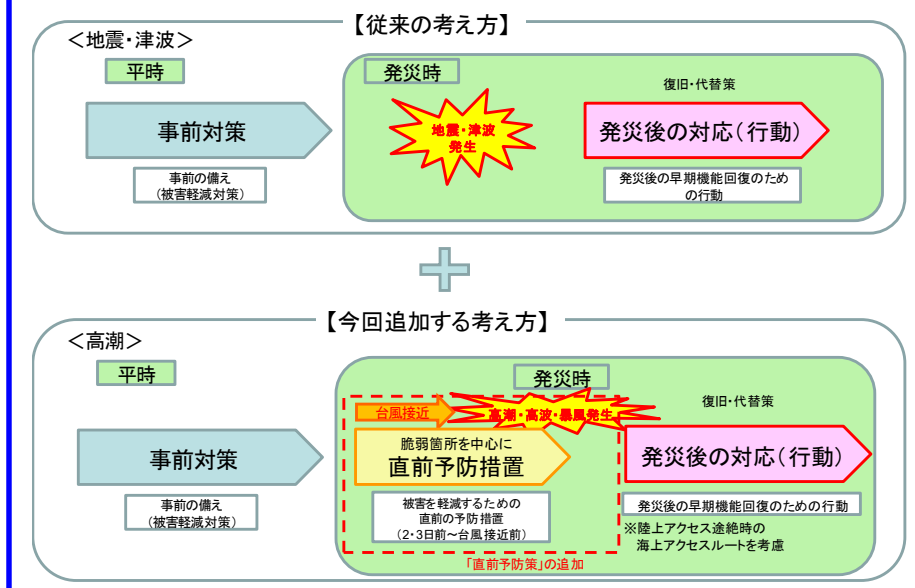 【従来の考え方】
＜地震・津波＞
平時
発災時
復旧・代替策
事前対策
地震・津波
発生
発災後の対応（行動）
事前の備え
（被害軽減対策）
発災後の早期機能回復のため
の行動
【今回追加する考え方】
＜高潮＞
平時
発災時
台風接近
高潮・高波・暴風発生
復旧・代替策
事前対策
脆弱箇所を中心に
直前予防措置
発災後の対応（行動）
事前の備え
（被害軽減対策）
被害を軽減するための
直前の予防措置
（2・3日前～台風接近前）
発災後の早期機能回復のための行動
※陸上アクセス途絶時の
海上アクセスルートを考慮
「直前予防策」の追加